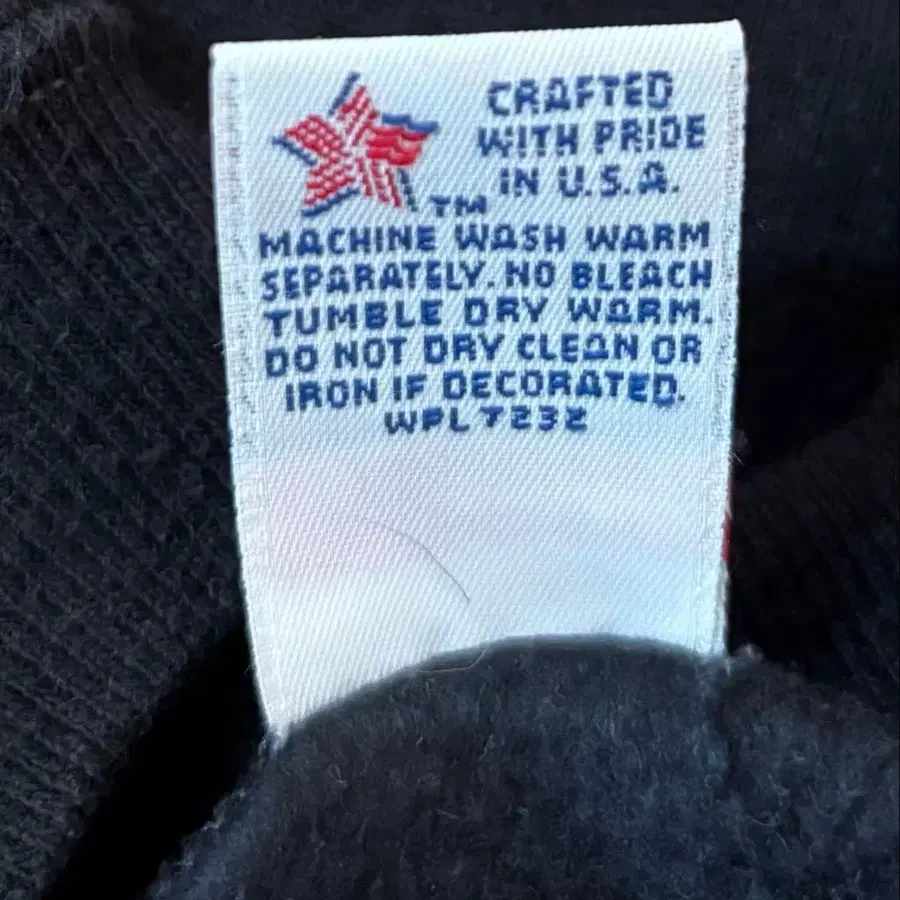 CRAFTED
WITH PRIDE
IN U.S.A.
TM
MACHINE WASH WARM
SEPARATELY. NO BLEACH
TUMBLE DRY WARM.
DO NOT DRY CLEAN OR
IRON IF DECORATED.
WPL 7232